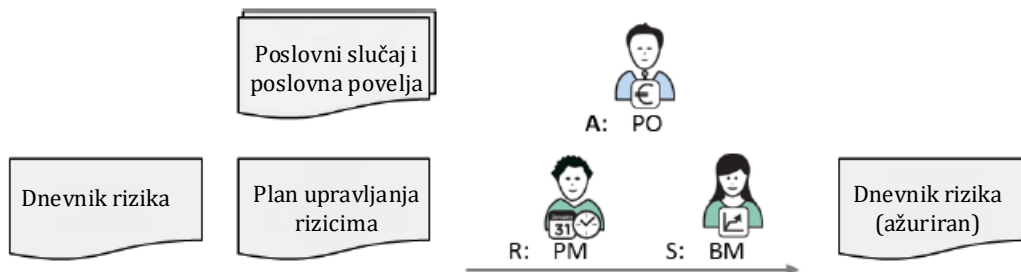 Poslovni slučaj i
poslovna povelja
€
A: PO
Dnevnik rizika
Plan upravljanja
rizicima
31
R: PM
S: BM
Dnevnik rizika
(ažuriran)